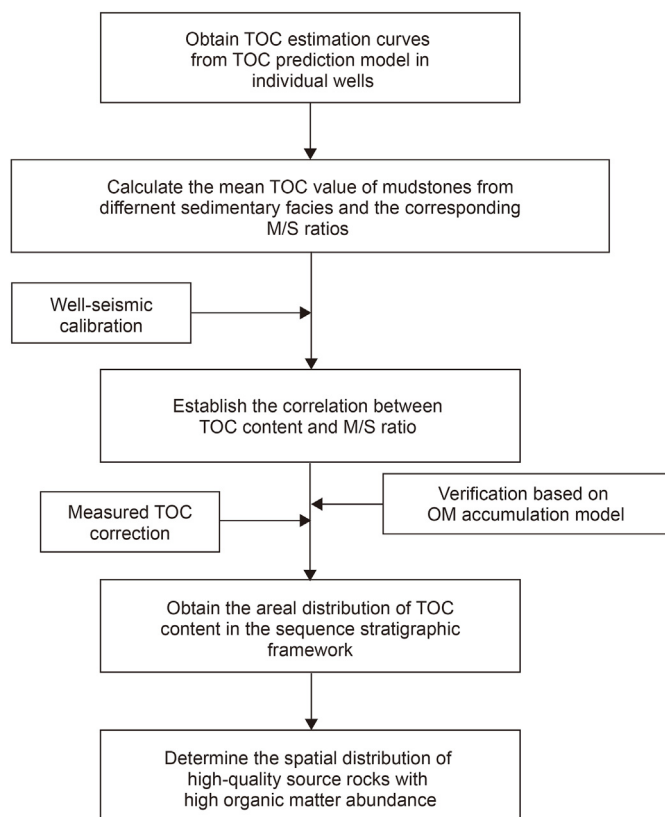 Obtain TOC estimation curves
from TOC prediction model in
individual wells
Calculate the mean TOC value of mudstones from
differnent sedimentary facies and the corresponding
M/S ratios
Well-seismic
calibration
Establish the correlation between
TOC content and M/S ratio
Verification based on
OM accumulation model
Measured TOC
correction
Obtain the areal distribution of TOC
content in the sequence stratigraphic
framework
Determine the spatial distribution of
high-quality source rocks with
high organic matter abundance